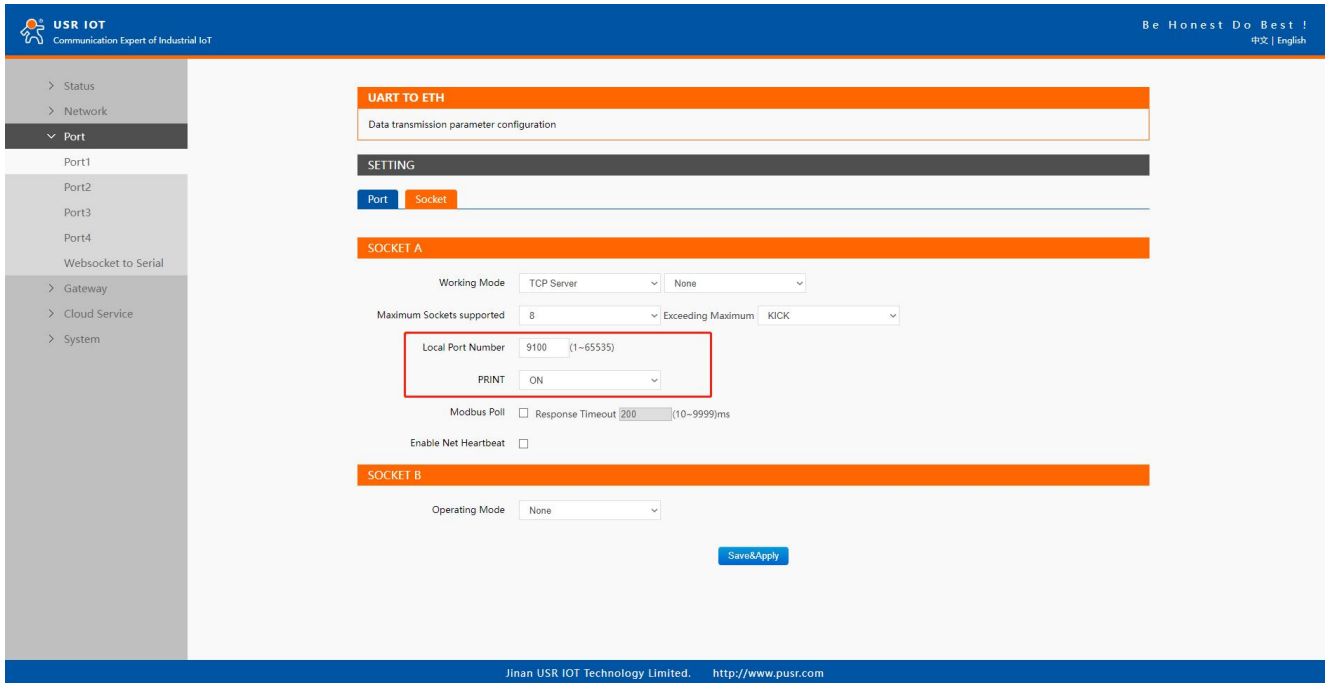 USR IOT
Communication Expert of Industrial IoT
Be Honest Do Best !
中文 | English
Status
Network
Port
Port1
Port2
Port3
Port4
Websocket to Serial
Gateway
Cloud Service
System
UART TO ETH
Data transmission parameter configuration
SETTING
Port Socket
SOCKET A
Working Mode TCP Server None
Maximum Sockets supported 8 Exceeding Maximum KICK
Local Port Number 9100 (1~65535)
PRINT ON
Modbus Poll Response Timeout 200 (10~9999)ms
Enable Net Heartbeat
SOCKET B
Operating Mode None
Save&Apply
Jinan USR IOT Technology Limited. http://www.pusr.com